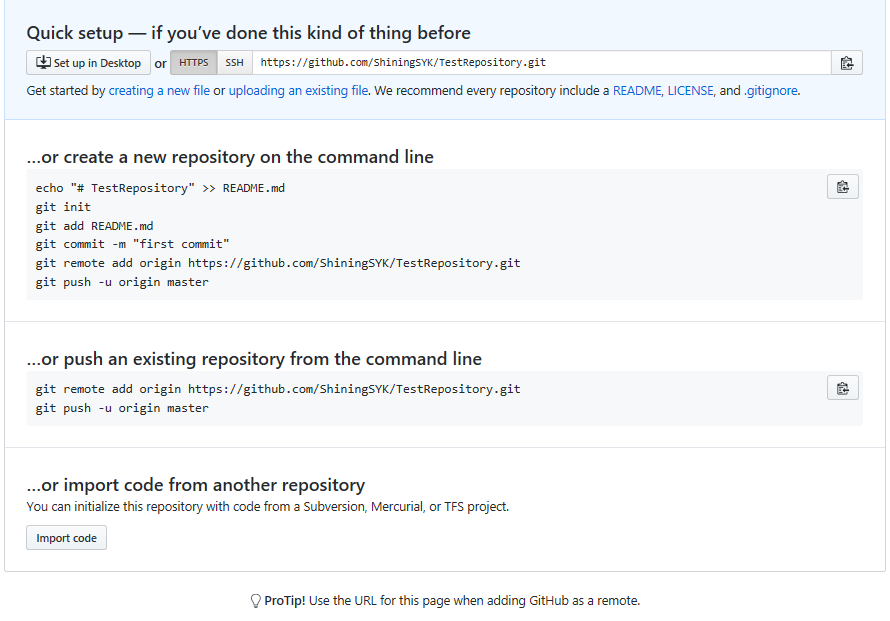 Quick setup — if you’ve done this kind of thing before
Set up in Desktop or HTTPS SSH https://github.com/ShiningSYK/TestRepository.git
Get started by creating a new file or uploading an existing file. We recommend every repository include a README, LICENSE, and .gitignore.
…or create a new repository on the command line
echo "# TestRepository" >> README.md
git init
git add README.md
git commit -m "first commit"
git remote add origin https://github.com/ShiningSYK/TestRepository.git
git push -u origin master
…or push an existing repository from the command line
git remote add origin https://github.com/ShiningSYK/TestRepository.git
git push -u origin master
…or import code from another repository
You can initialize this repository with code from a Subversion, Mercurial, or TFS project.
Import code
ProTip! Use the URL for this page when adding GitHub as a remote.